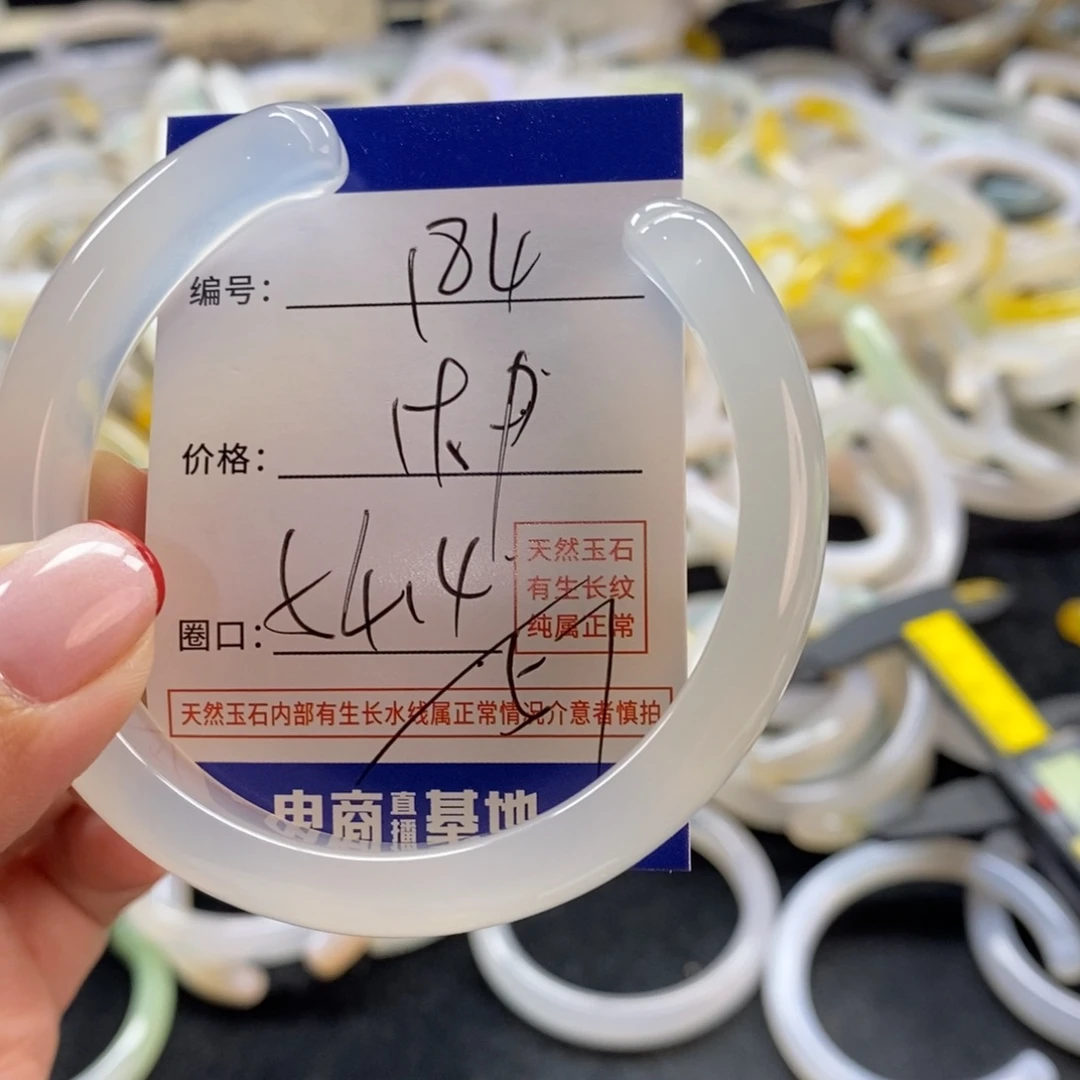 编号: 184
价格:
圈口: 54.4
天然玉石
有生长纹
纯属正常
天然玉石内部有生长水线属正常情况介意者慎拍
电商直播基地